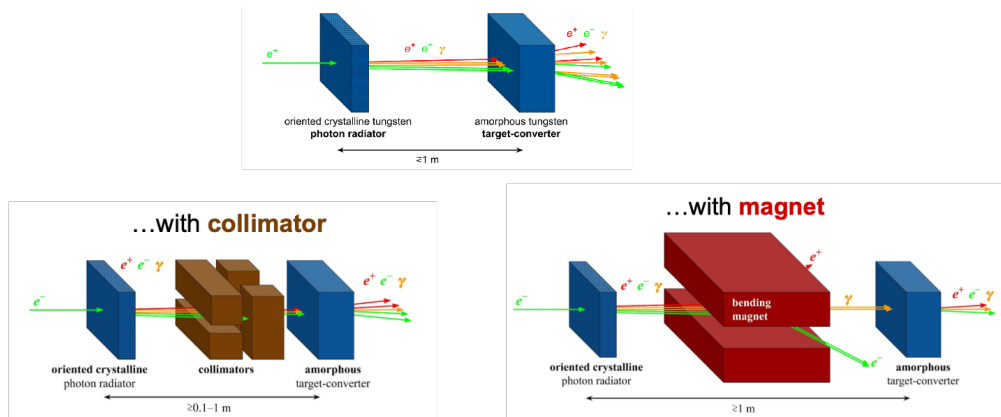 e⁻
e⁺ e⁻ γ
e⁺ e⁻ γ
oriented crystalline tungsten
photon radiator
amorphous tungsten
target-converter
≳1 m
...with collimator
e⁻
e⁺ e⁻ γ
e⁺ e⁻ γ
oriented crystalline
photon radiator
collimators
amorphous
target-converter
≳0.1–1 m
...with magnet
e⁻
e⁺ e⁻ γ
e⁺
bending
magnet
γ
e⁺ e⁻ γ
e⁻
oriented crystalline
photon radiator
amorphous
target-converter
≳1 m